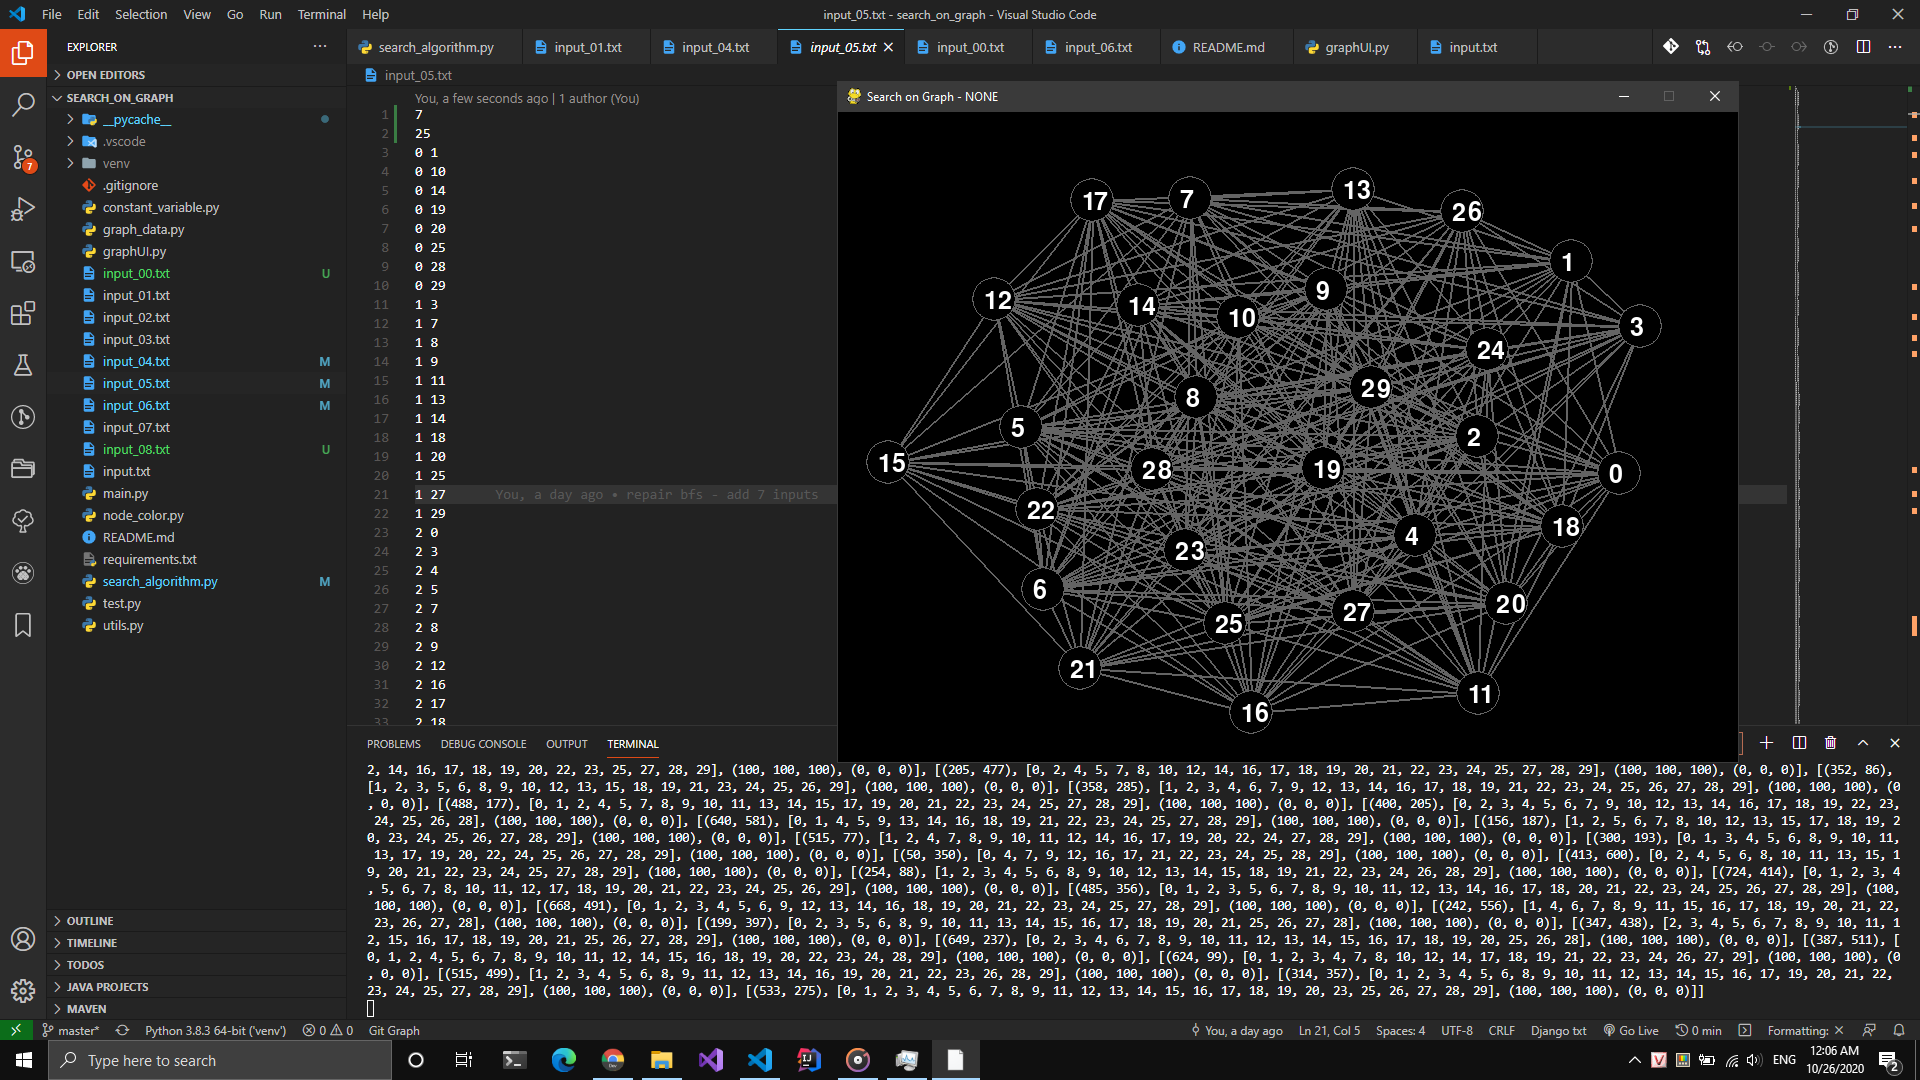 File Edit Selection View Go Run Terminal Help
input_05.txt - search_on_graph - Visual Studio Code
EXPLORER
OPEN EDITORS
SEARCH_ON_GRAPH
__pycache__
.vscode
venv
.gitignore
constant_variable.py
graph_data.py
graphUI.py
input_00.txt U
input_01.txt
input_02.txt
input_03.txt
input_04.txt M
input_05.txt M
input_06.txt M
input_07.txt
input_08.txt U
input.txt
main.py
node_color.py
README.md
requirements.txt
search_algorithm.py M
test.py
utils.py
OUTLINE
TIMELINE
TODOS
JAVA PROJECTS
MAVEN
7
search_algorithm.py input_01.txt input_04.txt input_05.txt input_00.txt input_06.txt README.md graphUI.py input.txt
input_05.txt
You, a few seconds ago | 1 author (You)
1 7
2 25
3 0 1
4 0 10
5 0 14
6 0 19
7 0 20
8 0 25
9 0 28
10 0 29
11 1 3
12 1 7
13 1 8
14 1 9
15 1 11
16 1 13
17 1 14
18 1 18
19 1 20
20 1 25
21 1 27 You, a day ago • repair bfs - add 7 inputs
22 1 29
23 2 0
24 2 3
25 2 4
26 2 5
27 2 7
28 2 8
29 2 9
30 2 12
31 2 16
32 2 17
33 2 18
Search on Graph - NONE
17 7 13 26
1
12 14 10 9 3
24
8 29
5 2
15 28 19 0
22 18
23 4
6 20
25 27
21 11
16
PROBLEMS DEBUG CONSOLE OUTPUT TERMINAL
2, 14, 16, 17, 18, 19, 20, 22, 23, 25, 27, 28, 29], (100, 100, 100), (0, 0, 0)], [(205, 477), [0, 2, 4, 5, 7, 8, 10, 12, 14, 16, 17, 18, 19, 20, 21, 22, 23, 24, 25, 27, 28, 29], (100, 100, 100), (0, 0, 0)], [(352, 86),
[1, 2, 3, 5, 6, 8, 9, 10, 12, 13, 15, 18, 19, 21, 23, 24, 25, 26, 29], (100, 100, 100), (0, 0, 0)], [(358, 285), [1, 2, 3, 4, 6, 7, 9, 12, 13, 14, 16, 17, 18, 19, 21, 22, 23, 24, 25, 26, 27, 28, 29], (100, 100, 100), (0
, 0, 0)], [(488, 177), [0, 1, 2, 4, 5, 7, 8, 9, 10, 11, 13, 14, 15, 17, 19, 20, 21, 22, 23, 24, 25, 27, 28, 29], (100, 100, 100), (0, 0, 0)], [(400, 205), [0, 2, 3, 4, 5, 6, 7, 9, 12, 13, 14, 16, 17, 18, 19, 22, 23,
24, 25, 26, 28], (100, 100, 100), (0, 0, 0)], [(640, 581), [0, 1, 4, 5, 9, 13, 14, 16, 18, 19, 21, 22, 23, 24, 25, 27, 28, 29], (100, 100, 100), (0, 0, 0)], [(156, 187), [1, 2, 5, 6, 7, 8, 10, 12, 13, 15, 17, 18, 19, 2
0, 23, 24, 25, 26, 27, 28, 29], (100, 100, 100), (0, 0, 0)], [(515, 77), [1, 2, 4, 7, 8, 9, 10, 11, 12, 14, 16, 17, 19, 20, 22, 24, 27, 28, 29], (100, 100, 100), (0, 0, 0)], [(300, 193), [0, 1, 3, 4, 5, 6, 8, 9, 10, 11,
13, 17, 19, 20, 22, 24, 25, 26, 27, 28, 29], (100, 100, 100), (0, 0, 0)], [(50, 350), [0, 4, 7, 9, 12, 16, 17, 21, 22, 23, 24, 25, 28, 29], (100, 100, 100), (0, 0, 0)], [(413, 600), [0, 2, 4, 5, 6, 8, 10, 11, 13, 15, 1
9, 20, 21, 22, 23, 24, 25, 27, 28, 29], (100, 100, 100), (0, 0, 0)], [(254, 88), [1, 2, 3, 4, 5, 6, 8, 9, 10, 12, 13, 14, 15, 18, 19, 21, 22, 23, 24, 26, 28, 29], (100, 100, 100), (0, 0, 0)], [(724, 414), [0, 1, 2, 3, 4
, 5, 6, 7, 8, 10, 11, 12, 17, 18, 19, 20, 21, 22, 23, 24, 25, 26, 29], (100, 100, 100), (0, 0, 0)], [(485, 356), [0, 1, 2, 3, 5, 6, 7, 8, 9, 10, 11, 12, 13, 14, 16, 17, 18, 20, 21, 22, 23, 24, 25, 26, 27, 28, 29], (100,
100, 100), (0, 0, 0)], [(668, 491), [0, 1, 2, 3, 4, 5, 6, 9, 12, 13, 14, 16, 18, 19, 20, 21, 22, 23, 24, 25, 27, 28, 29], (100, 100, 100), (0, 0, 0)], [(242, 556), [1, 4, 6, 7, 8, 9, 11, 15, 16, 17, 18, 19, 20, 21, 22,
23, 26, 27, 28], (100, 100, 100), (0, 0, 0)], [(199, 397), [0, 2, 3, 5, 6, 8, 9, 10, 11, 13, 14, 15, 16, 17, 18, 19, 20, 21, 25, 26, 27, 28], (100, 100, 100), (0, 0, 0)], [(347, 438), [2, 3, 4, 5, 6, 7, 8, 9, 10, 11, 1
2, 15, 16, 17, 18, 19, 20, 21, 25, 26, 27, 28, 29], (100, 100, 100), (0, 0, 0)], [(649, 237), [0, 2, 3, 4, 6, 7, 8, 9, 10, 11, 12, 13, 14, 15, 16, 17, 18, 19, 20, 25, 26, 28], (100, 100, 100), (0, 0, 0)], [(387, 511), [
0, 1, 2, 4, 5, 6, 7, 8, 9, 10, 11, 12, 14, 15, 16, 18, 19, 20, 22, 23, 24, 28, 29], (100, 100, 100), (0, 0, 0)], [(624, 99), [0, 1, 2, 3, 4, 7, 8, 10, 12, 14, 17, 18, 19, 21, 22, 23, 24, 26, 27, 29], (100, 100, 100), (0
, 0, 0)], [(515, 499), [1, 2, 3, 4, 5, 6, 8, 9, 11, 12, 13, 14, 16, 19, 20, 21, 22, 23, 26, 28, 29], (100, 100, 100), (0, 0, 0)], [(314, 357), [0, 1, 2, 3, 4, 5, 6, 8, 9, 10, 11, 12, 13, 14, 15, 16, 17, 19, 20, 21, 22,
23, 24, 25, 27, 28, 29], (100, 100, 100), (0, 0, 0)], [(533, 275), [0, 1, 2, 3, 4, 5, 6, 7, 8, 9, 11, 12, 13, 14, 15, 16, 17, 18, 19, 20, 23, 25, 26, 27, 28, 29], (100, 100, 100), (0, 0, 0)]]
master* Python 3.8.3 64-bit ('venv') 0 0 Git Graph You, a day ago Ln 21, Col 5 Spaces: 4 UTF-8 CRLF Django txt Go Live 0 min Formatting: ×
Type here to search
ENG
12:06 AM
10/26/2020
2